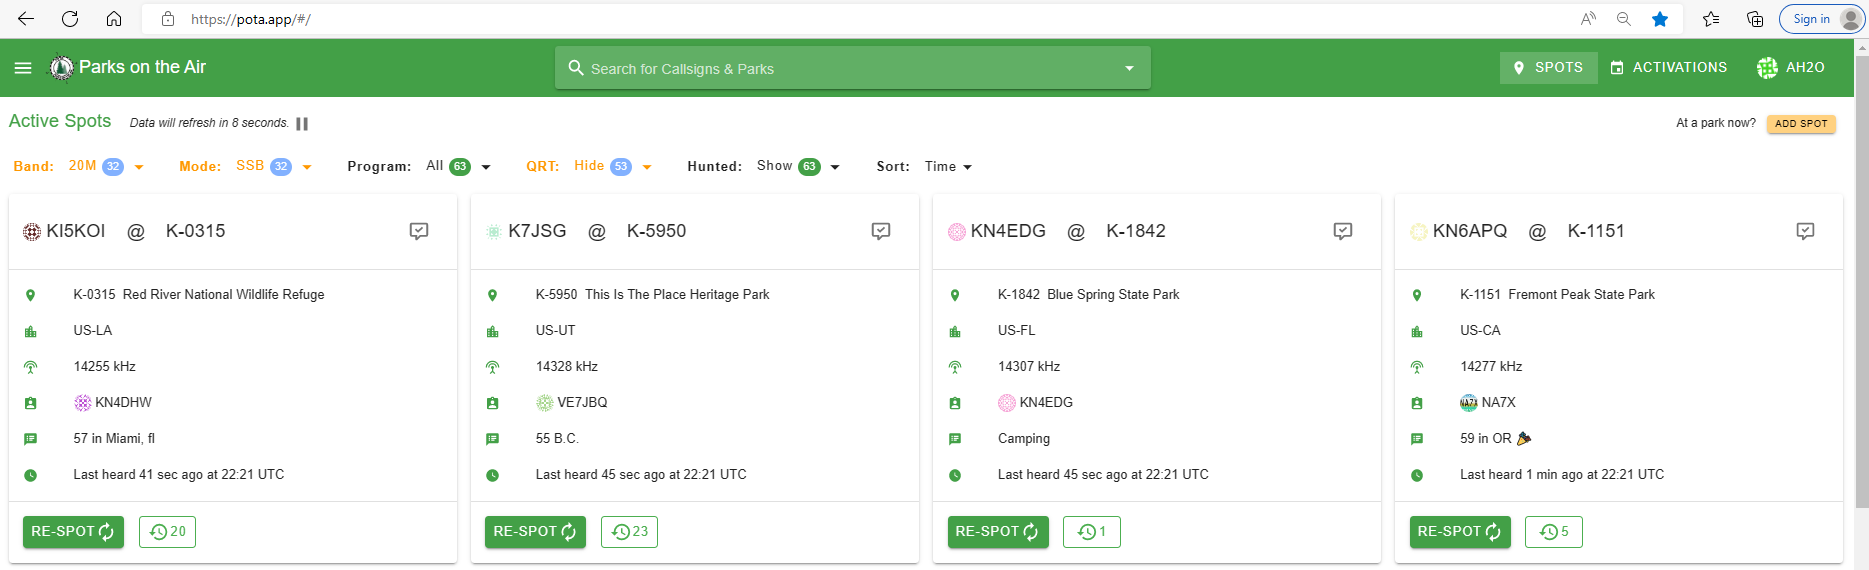 https://pota.app/#/
Sign in
Parks on the Air
Search for Callsigns & Parks
SPOTS
ACTIVATIONS
AH2O
Active Spots
Data will refresh in 8 seconds.
At a park now?
ADD SPOT
Band: 20M 32
Mode: SSB 32
Program: All 63
QRT: Hide 53
Hunted: Show 63
Sort: Time
KI5KOI @ K-0315
K-0315 Red River National Wildlife Refuge
US-LA
14255 kHz
KN4DHW
57 in Miami, fl
Last heard 41 sec ago at 22:21 UTC
RE-SPOT 20
K7JSG @ K-5950
K-5950 This Is The Place Heritage Park
US-UT
14328 kHz
VE7JBQ
55 B.C.
Last heard 45 sec ago at 22:21 UTC
RE-SPOT 23
KN4EDG @ K-1842
K-1842 Blue Spring State Park
US-FL
14307 kHz
KN4EDG
Camping
Last heard 45 sec ago at 22:21 UTC
RE-SPOT 1
KN6APQ @ K-1151
K-1151 Fremont Peak State Park
US-CA
14277 kHz
NA7X
NA7X
59 in OR
Last heard 1 min ago at 22:21 UTC
RE-SPOT 5